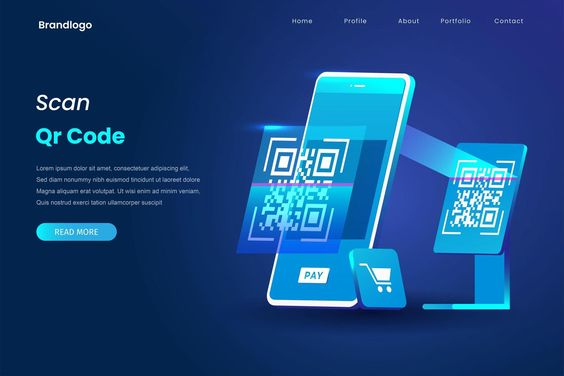 Brandlogo
Home Profile About Portfolio Contact
Scan
Qr Code
Lorem ipsum dolor sit amet, consectetuer adipiscing elit,
Sed diam nonummy nibh euismod tincidunt ut laoreet dolore
Magna aliquam erat volutpat. Ut wisi enim ad minim veniam,
Quis nostrud exerci tation ullamcorper suscipit
READ MORE
PAY